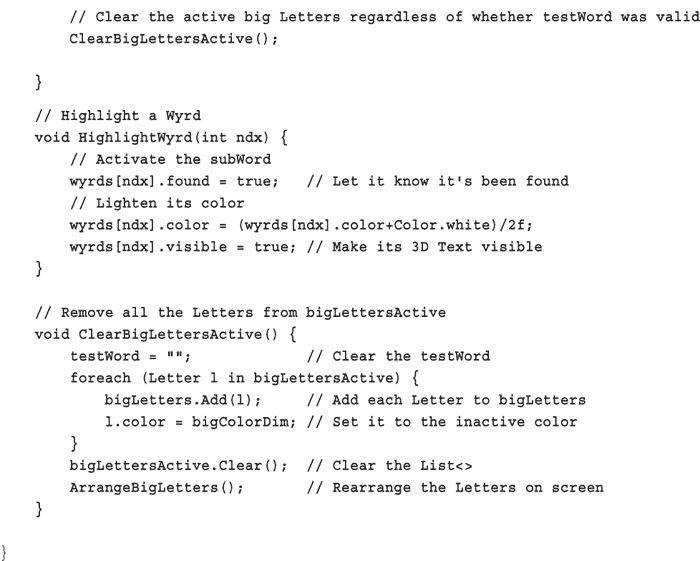 // Clear the active big Letters regardless of whether testWord was valid
        ClearBigLettersActive();

    }
    // Highlight a Wyrd
    void HighlightWyrd(int ndx) {
        // Activate the subWord
        wyrds[ndx].found = true;   // Let it know it's been found
        // Lighten its color
        wyrds[ndx].color = (wyrds[ndx].color+Color.white)/2f;
        wyrds[ndx].visible = true; // Make its 3D Text visible
    }

    // Remove all the Letters from bigLettersActive
    void ClearBigLettersActive() {
        testWord = "";             // Clear the testWord
        foreach (Letter l in bigLettersActive) {
            bigLetters.Add(l);     // Add each Letter to bigLetters
            l.color = bigColorDim; // Set it to the inactive color
        }
        bigLettersActive.Clear();  // Clear the List<>
        ArrangeBigLetters();       // Rearrange the Letters on screen
    }

}